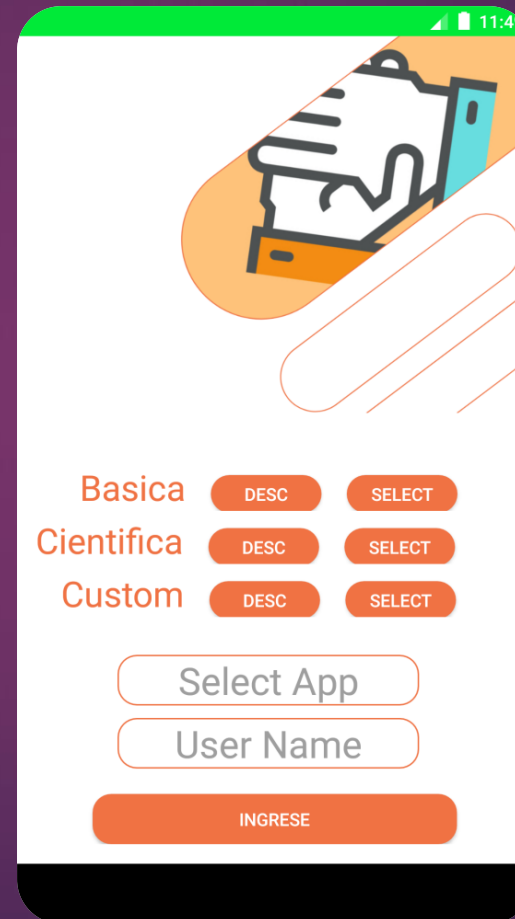 11:4
Basica DESC SELECT
Cientifica DESC SELECT
Custom DESC SELECT
Select App
User Name
INGRESE